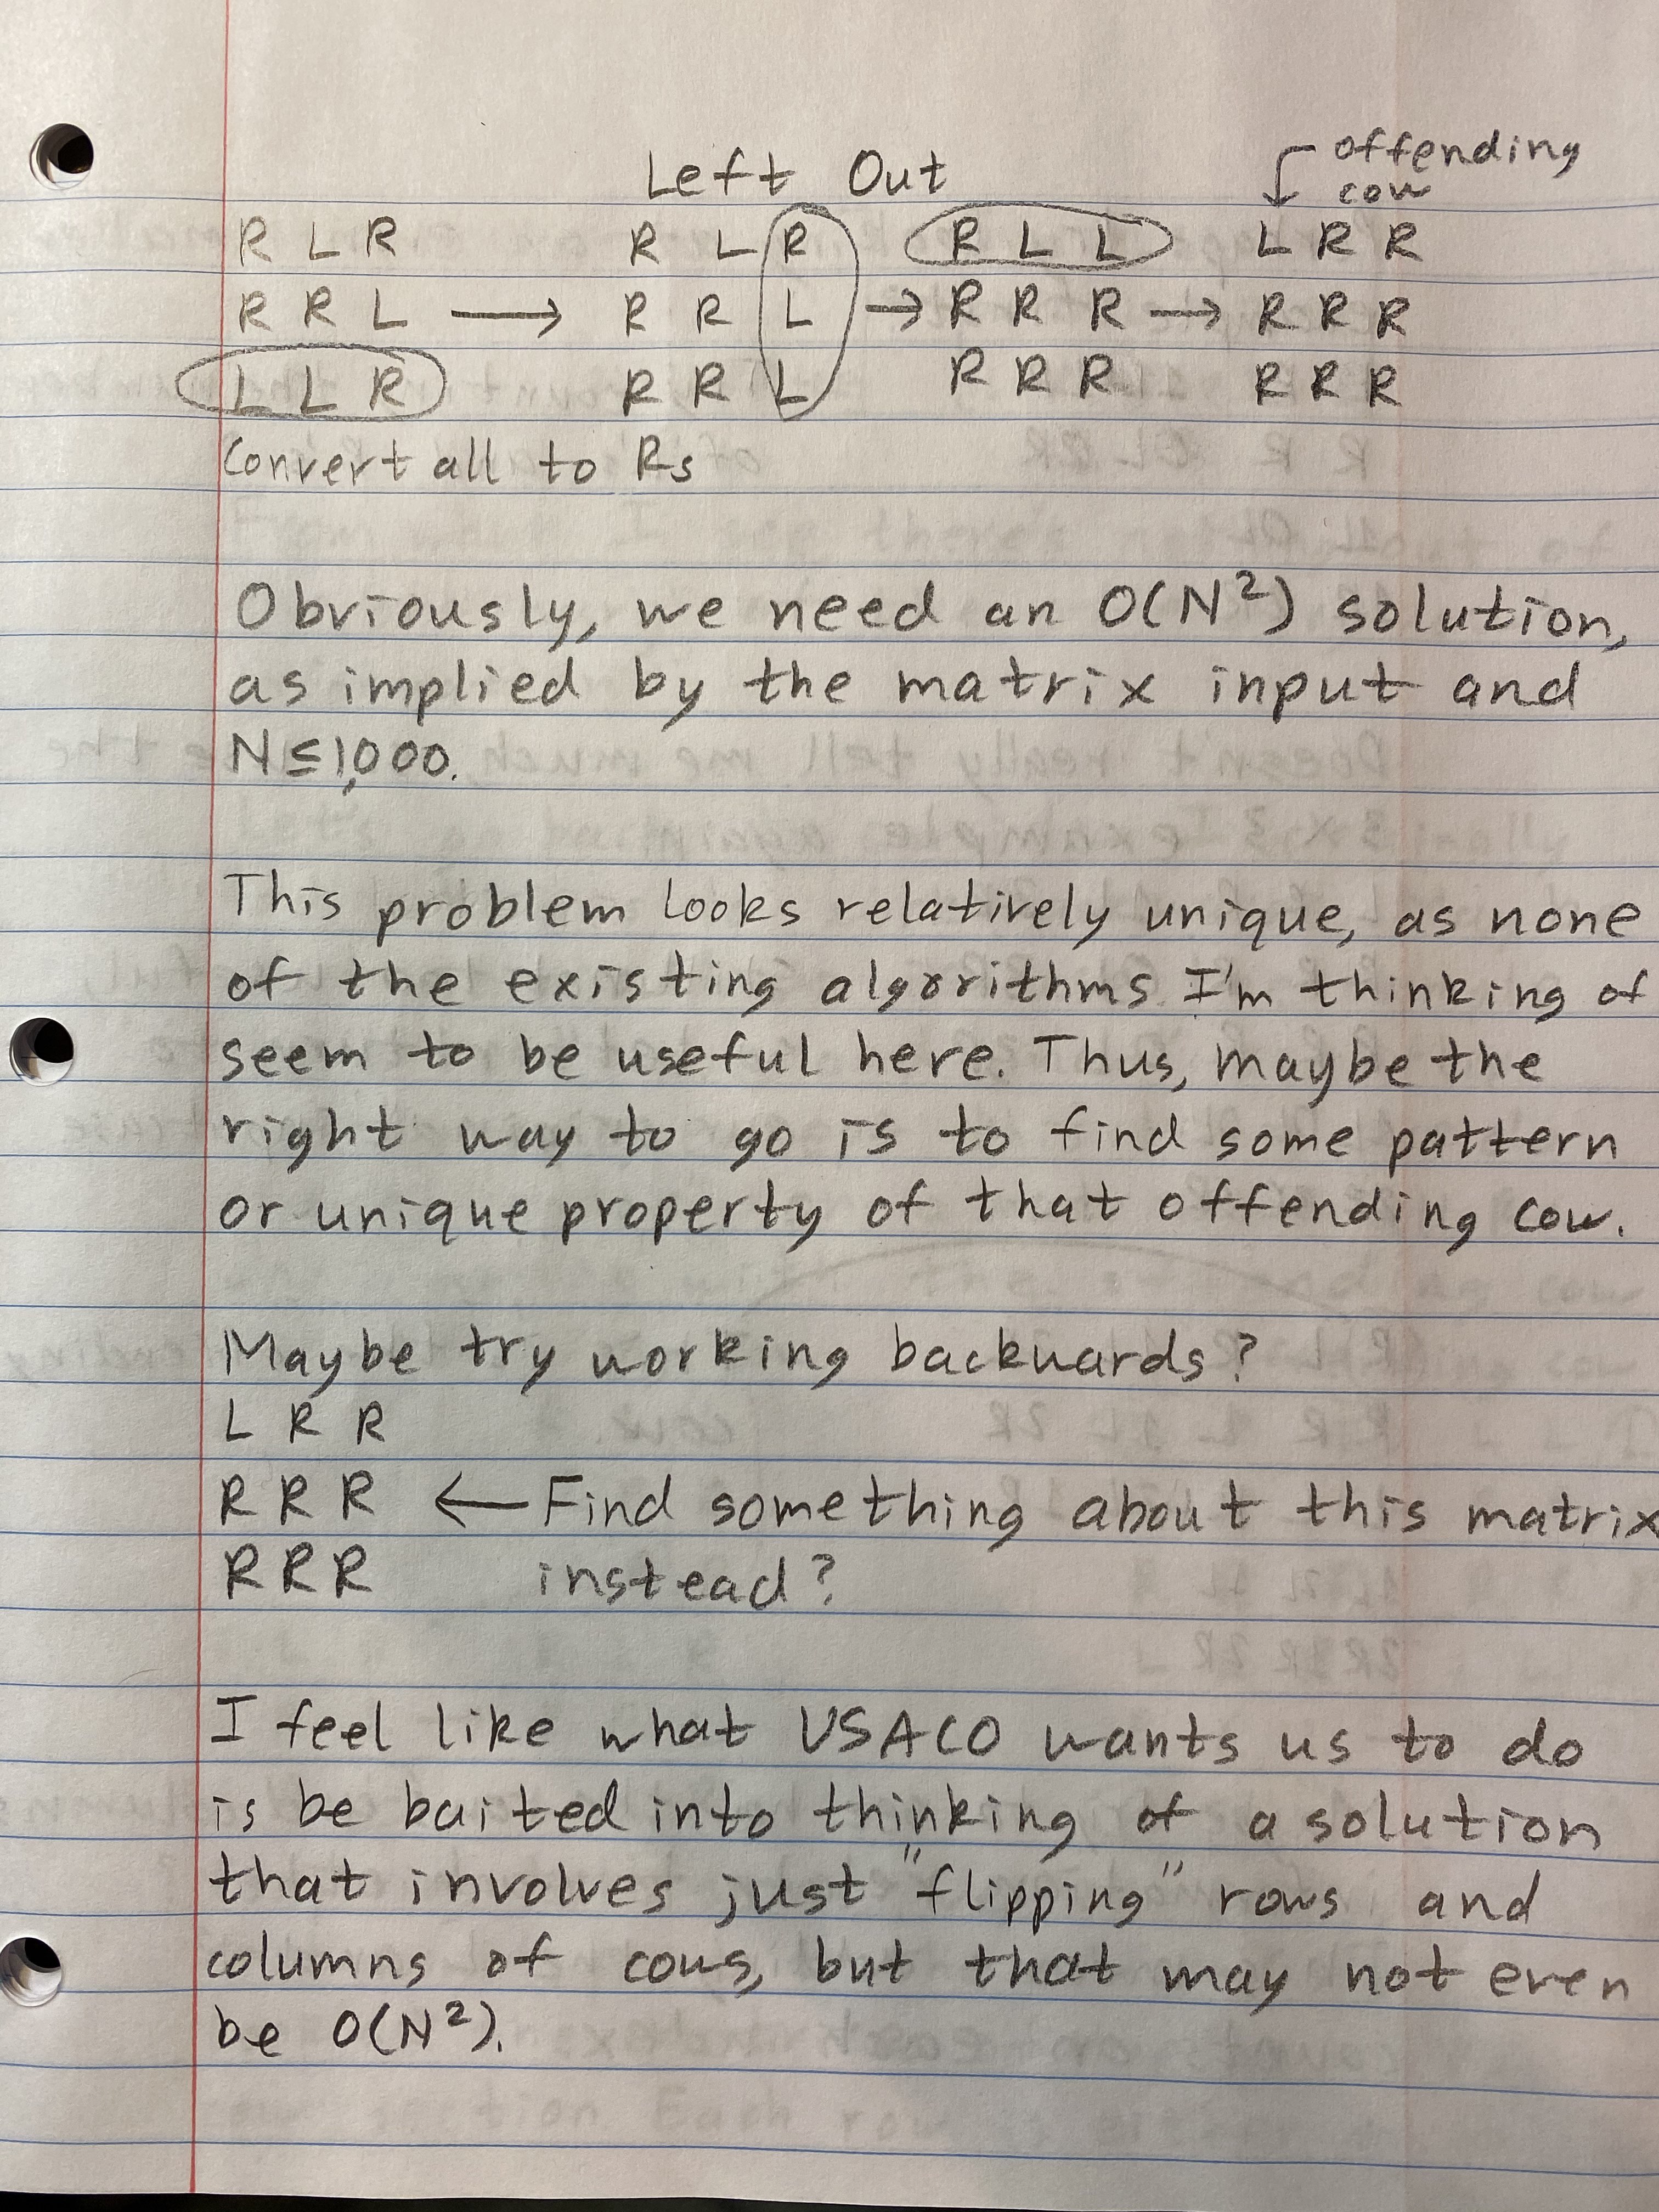 Left Out
offending
cow
R L R R L R R L L L R R
R R L → R R L → R R R → R R R
L L R R R L R R R R R R
Convert all to Rs
Obviously, we need an O(N²) solution,
as implied by the matrix input and
N ≤ 1,000.
This problem looks relatively unique, as none
of the existing algorithms I'm thinking of
seem to be useful here. Thus, maybe the
right way to go is to find some pattern
or unique property of that offending cow.
Maybe try working backwards?
L R R
R R R ← Find something about this matrix
R R R instead?
I feel like what USACO wants us to do
is be baited into thinking of a solution
that involves just "flipping" rows and
columns of cows, but that may not even
be O(N²).